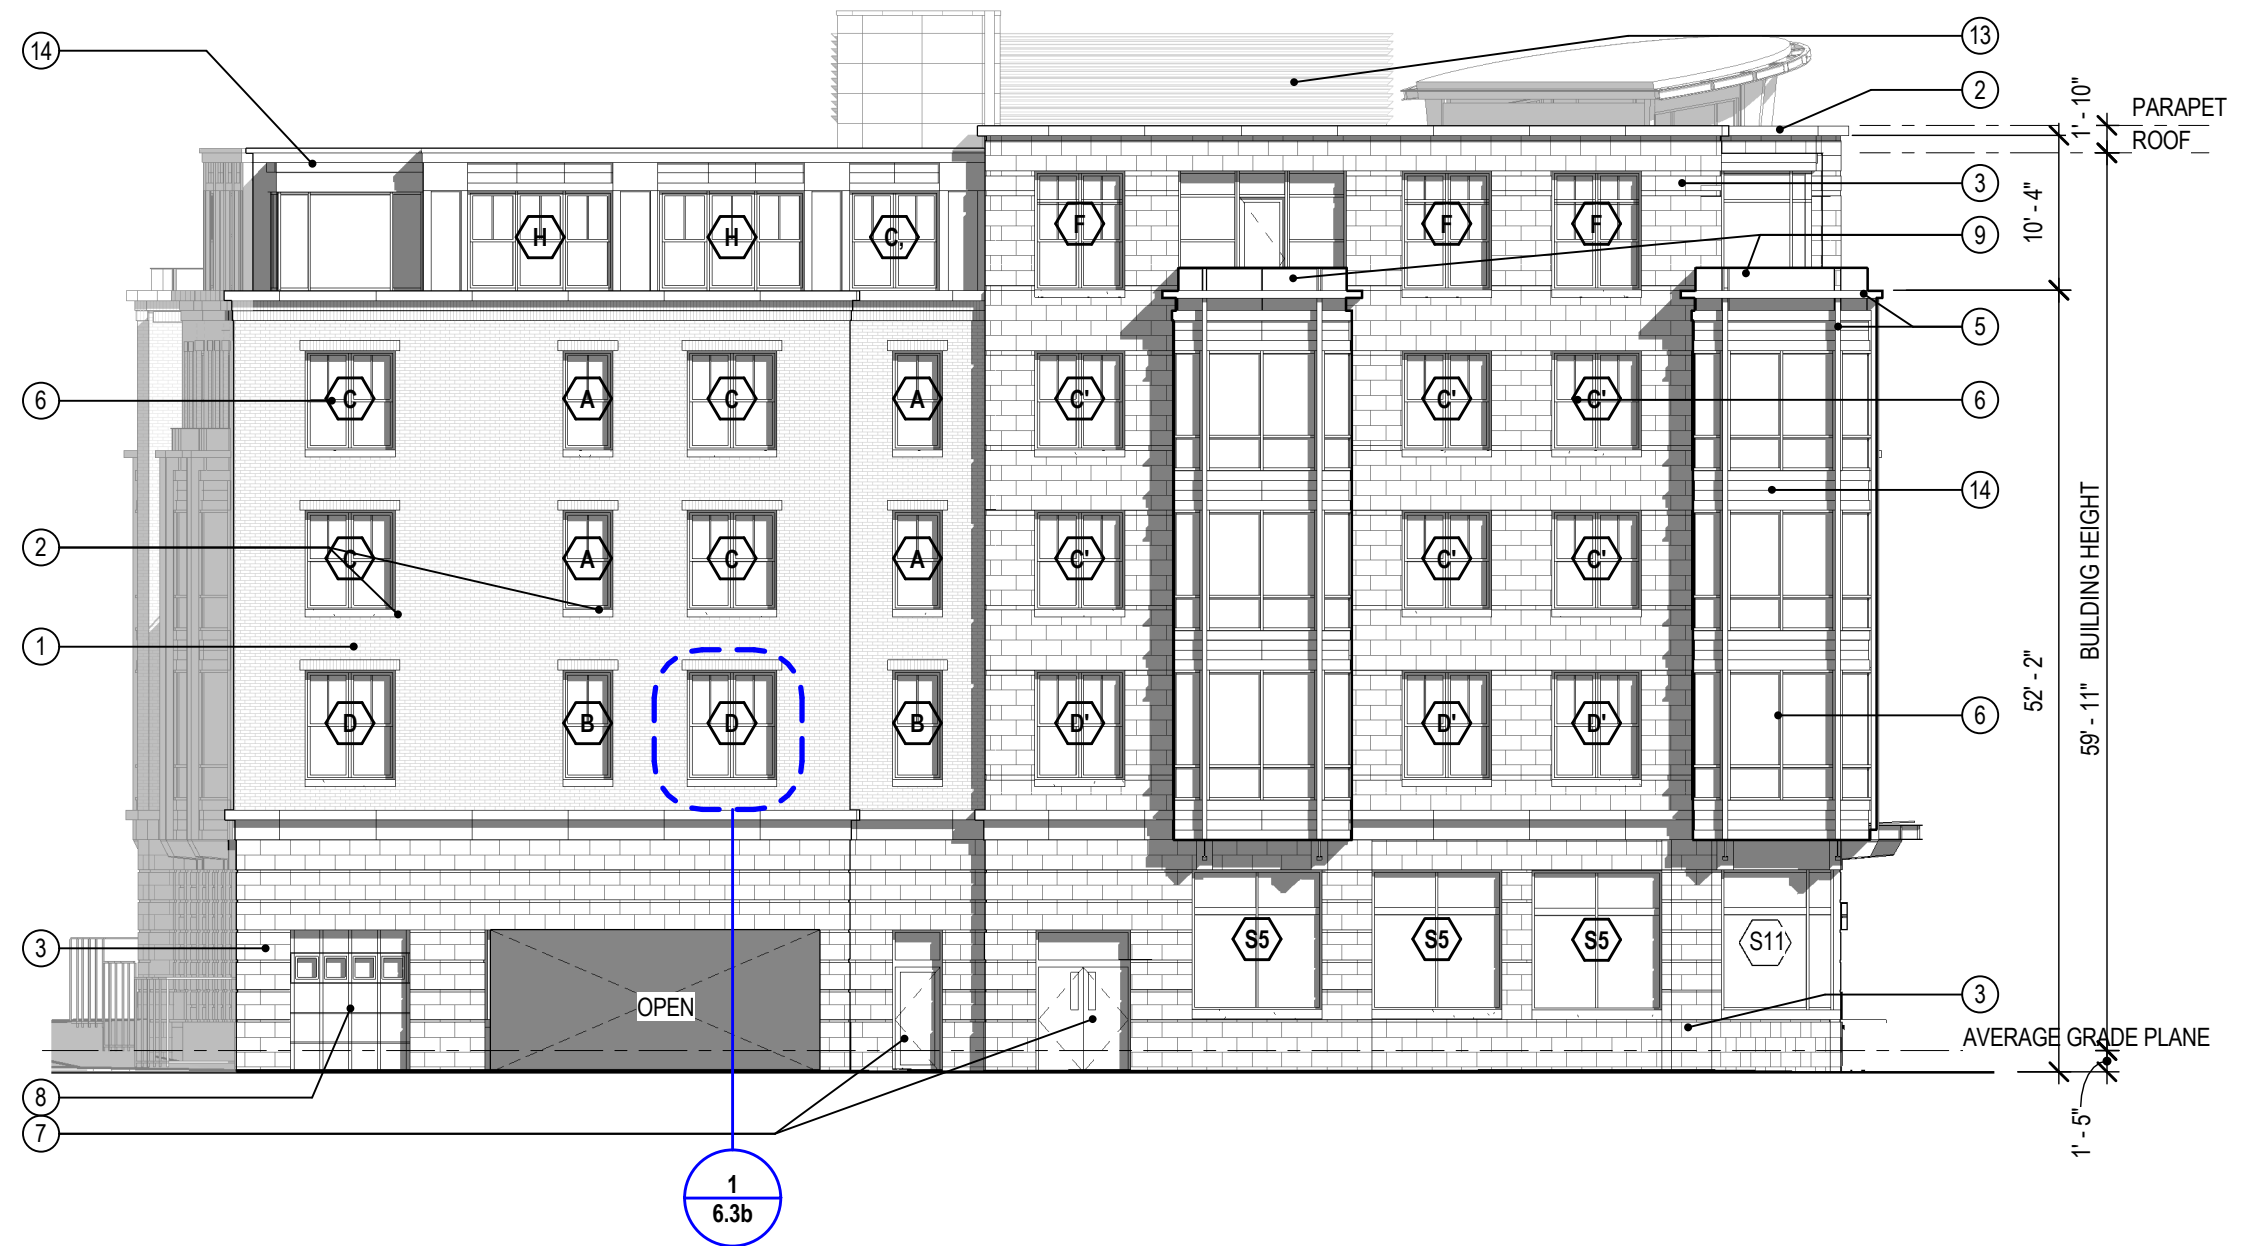 14
13
2
1' - 10"
PARAPET
ROOF
3
10' - 4"
F
F
F
H
H
C,
9
5
6
C
A
C
A
C'
C'
C'
6
14
BUILDING HEIGHT
59' - 11"
52' - 2"
2
C
A
C
A
C'
C'
C'
1
D
B
D
B
D'
D'
D'
6
3
S5
S5
S5
S11
OPEN
3
AVERAGE GRADE PLANE
8
7
1' - 5"
1
6.3b